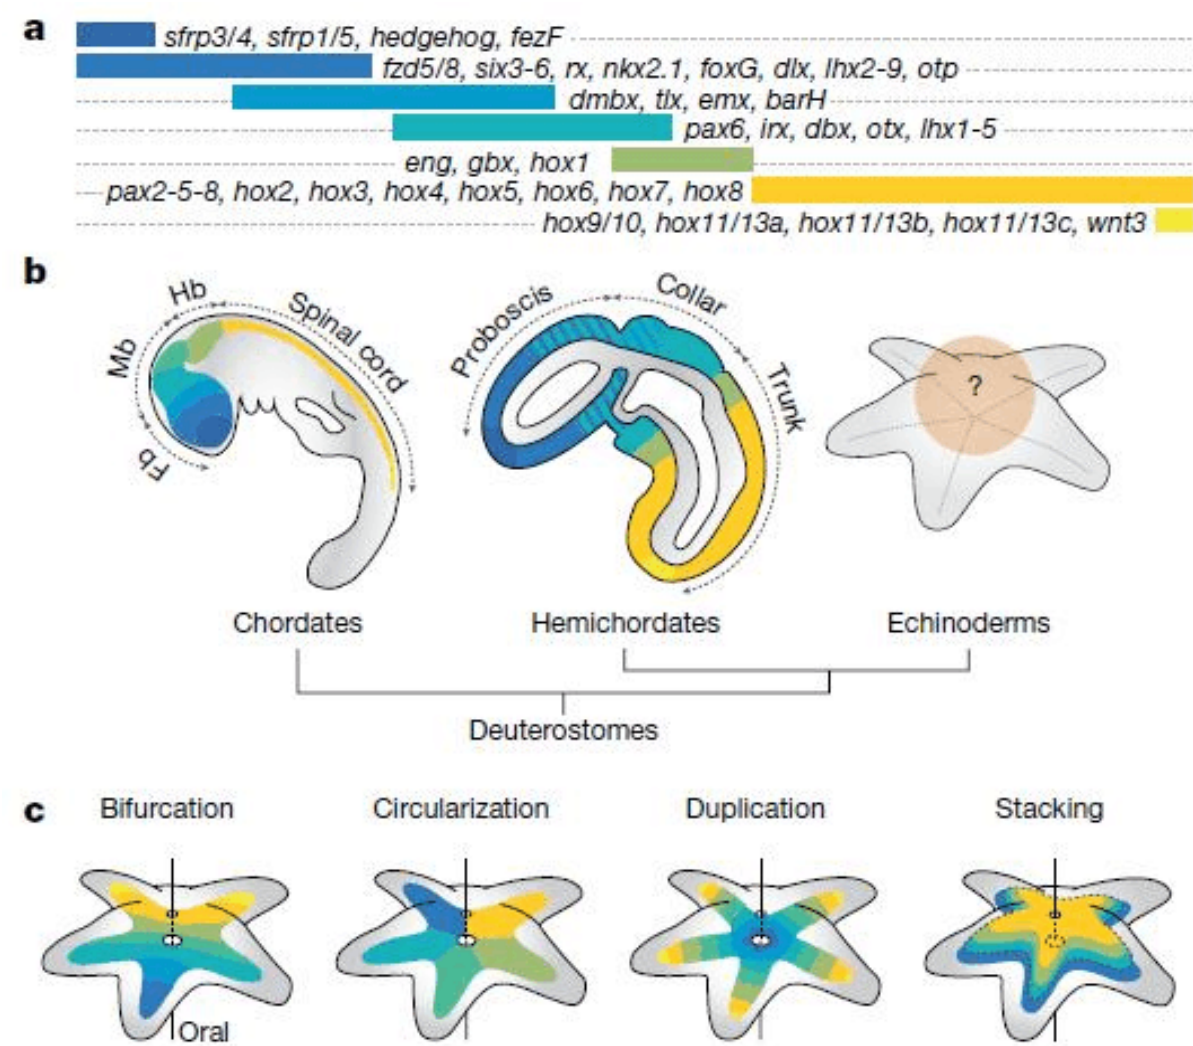 a
sfrp3/4, sfrp1/5, hedgehog, fezF
fzd5/8, six3-6, rx, nkx2.1, foxG, dlx, lhx2-9, otp
dmbx, tlx, emx, barH
pax6, irx, dbx, otx, lhx1-5
eng, gbx, hox1
pax2-5-8, hox2, hox3, hox4, hox5, hox6, hox7, hox8
hox9/10, hox11/13a, hox11/13b, hox11/13c, wnt3
b
Hb
Spinal cord
Mb
Fb
Proboscis
Collar
Trunk
?
Chordates
Hemichordates
Echinoderms
Deuterostomes
c
Bifurcation
Circularization
Duplication
Stacking
Oral